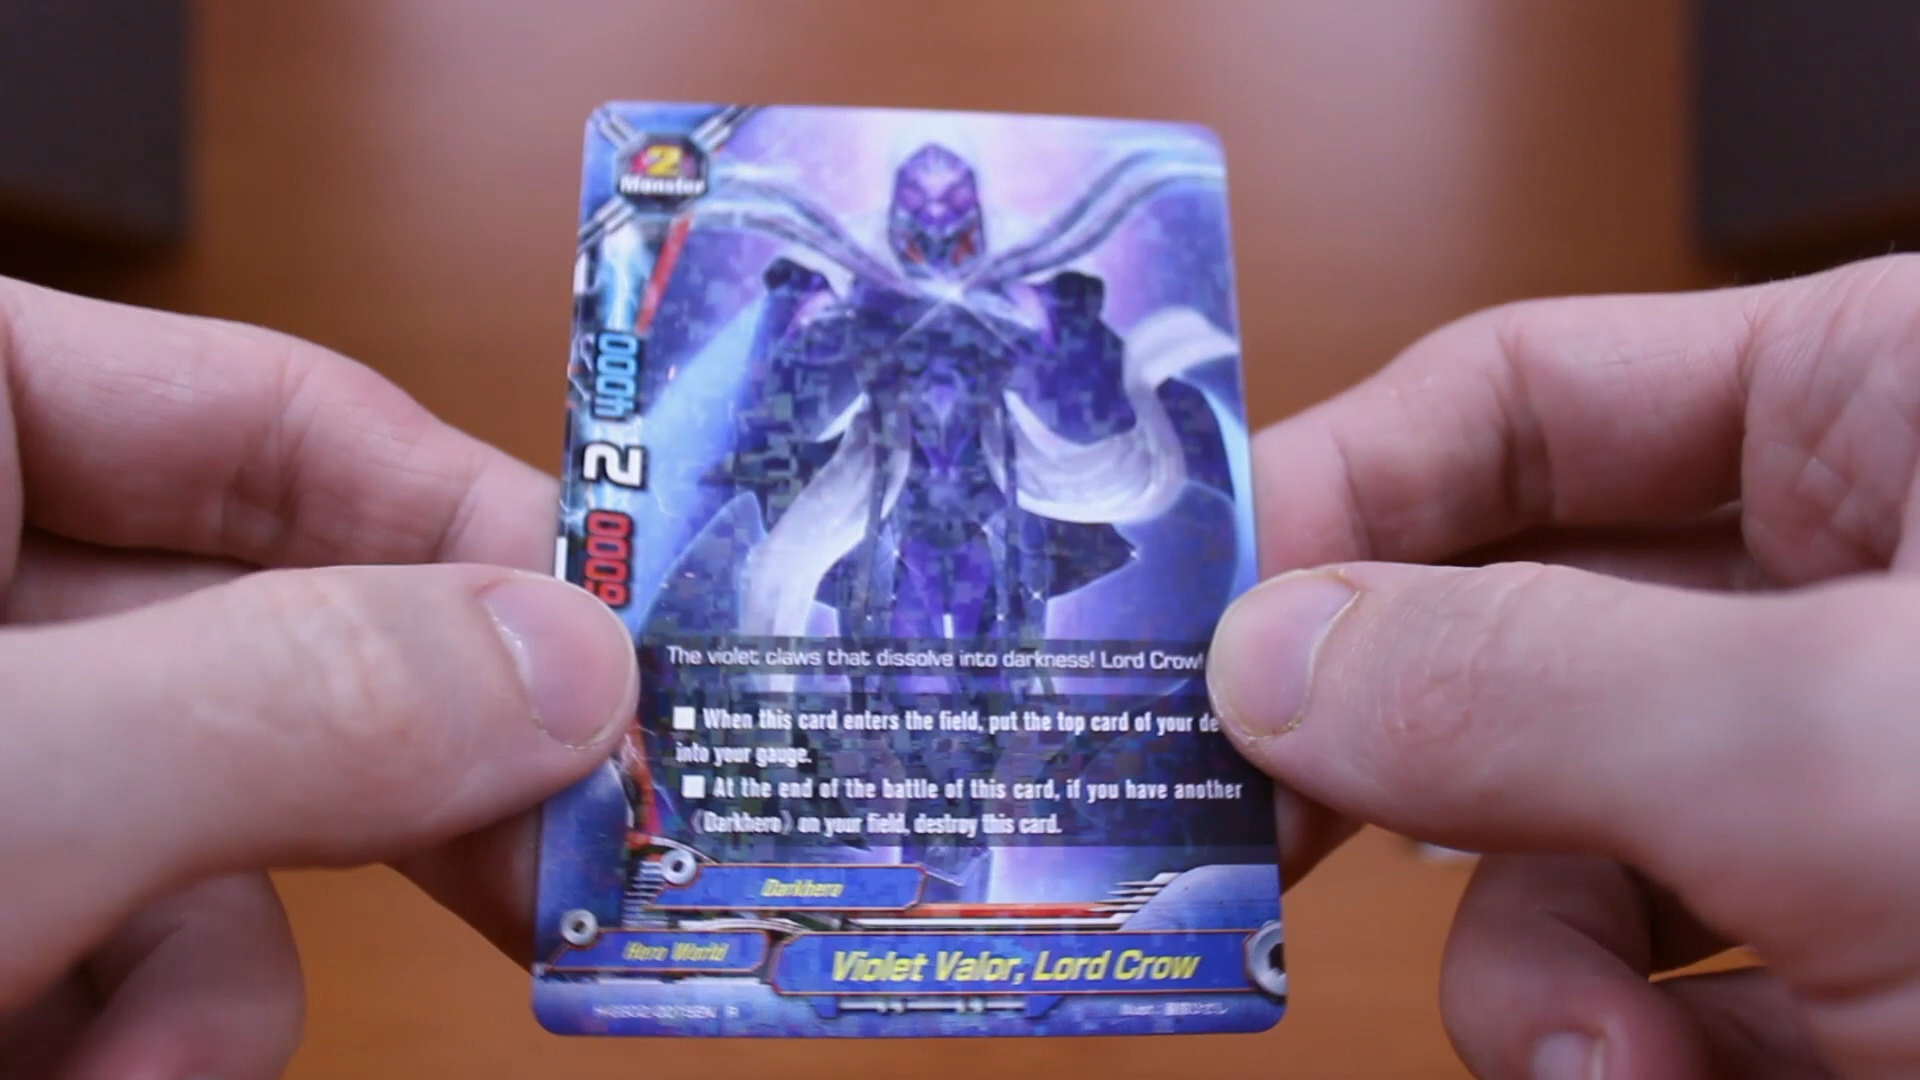 2
Monster
4000
2
6000
The violet claws that dissolve into darkness! Lord Crow!
■ When this card enters the field, put the top card of your de
into your gauge.
■ At the end of the battle of this card, if you have another
《Darkhero》 on your field, destroy this card.
Darkhero
Hero World
Violet Valor, Lord Crow
R
Illust.